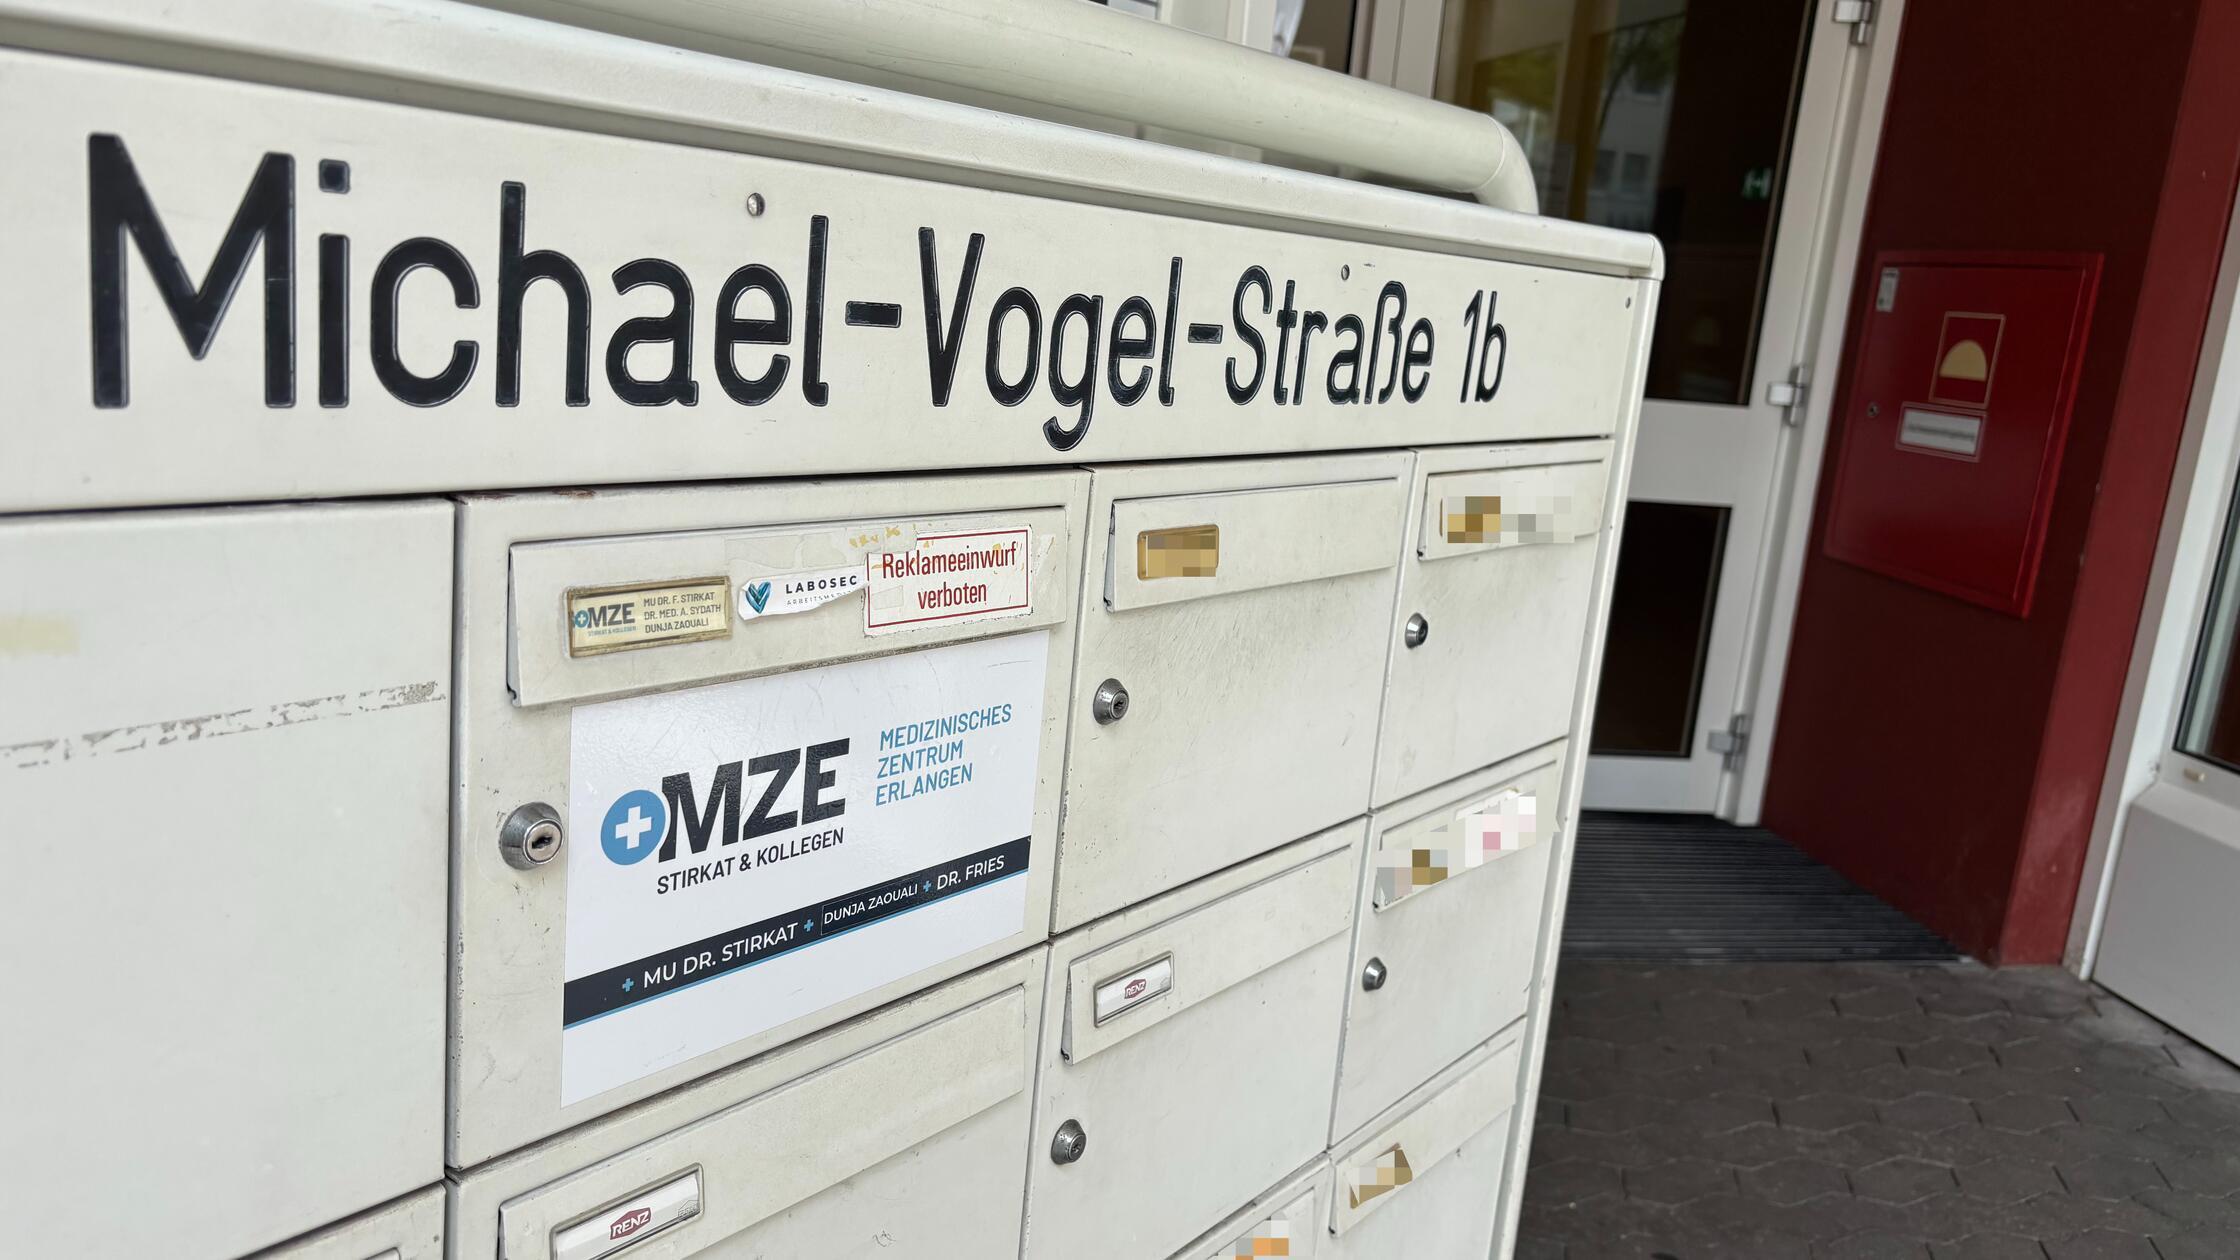 Michael-Vogel-Straße 1b
MZE
STIRKAT & KOLLEGEN
MU DR. F. STIRKAT
DR. MED. A. SYDATH
DUNJA ZAOUALI
LABOSEC
Reklameeinwurf
verboten
MZE
STIRKAT & KOLLEGEN
MEDIZINISCHES
ZENTRUM
ERLANGEN
+ MU DR. STIRKAT + DUNJA ZAOUALI + DR. FRIES
RENZ
RENZ